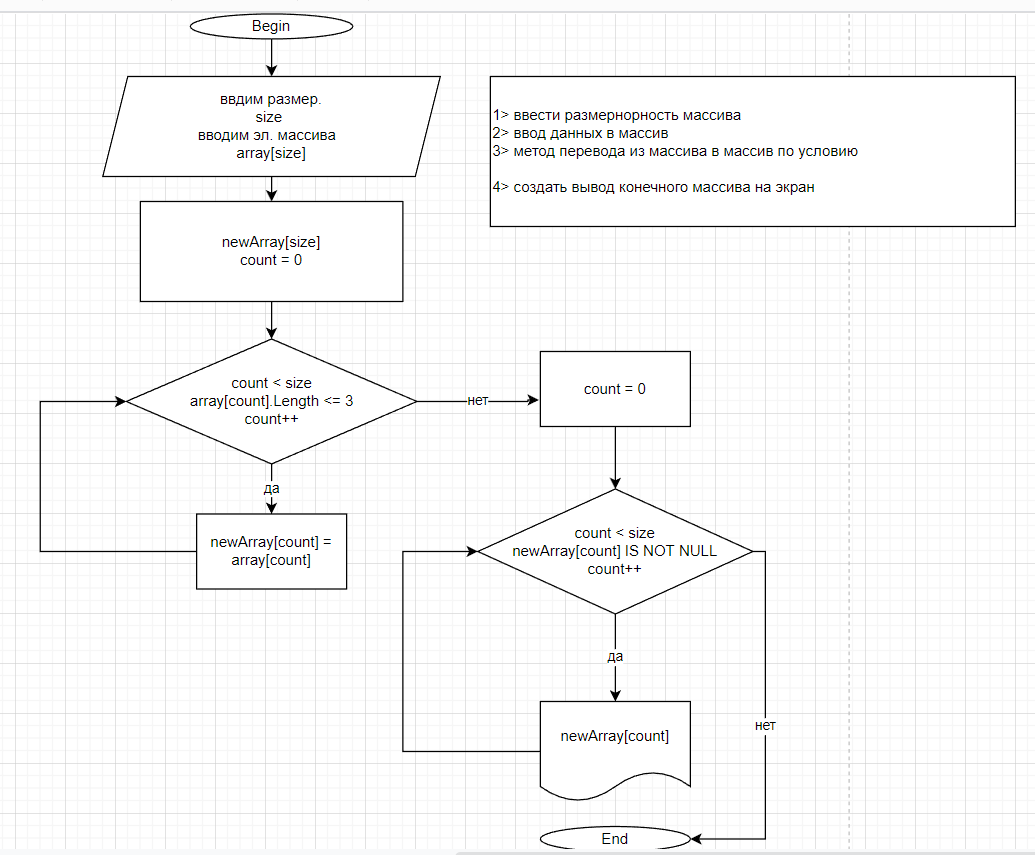 Begin
ввдим размер.
size
вводим эл. массива
array[size]
1> ввести размернорность массива
2> ввод данных в массив
3> метод перевода из массива в массив по условию
4> создать вывод конечного массива на экран
newArray[size]
count = 0
count < size
array[count].Length <= 3
count++
нет
count = 0
да
newArray[count] =
array[count]
count < size
newArray[count] IS NOT NULL
count++
да
нет
newArray[count]
End